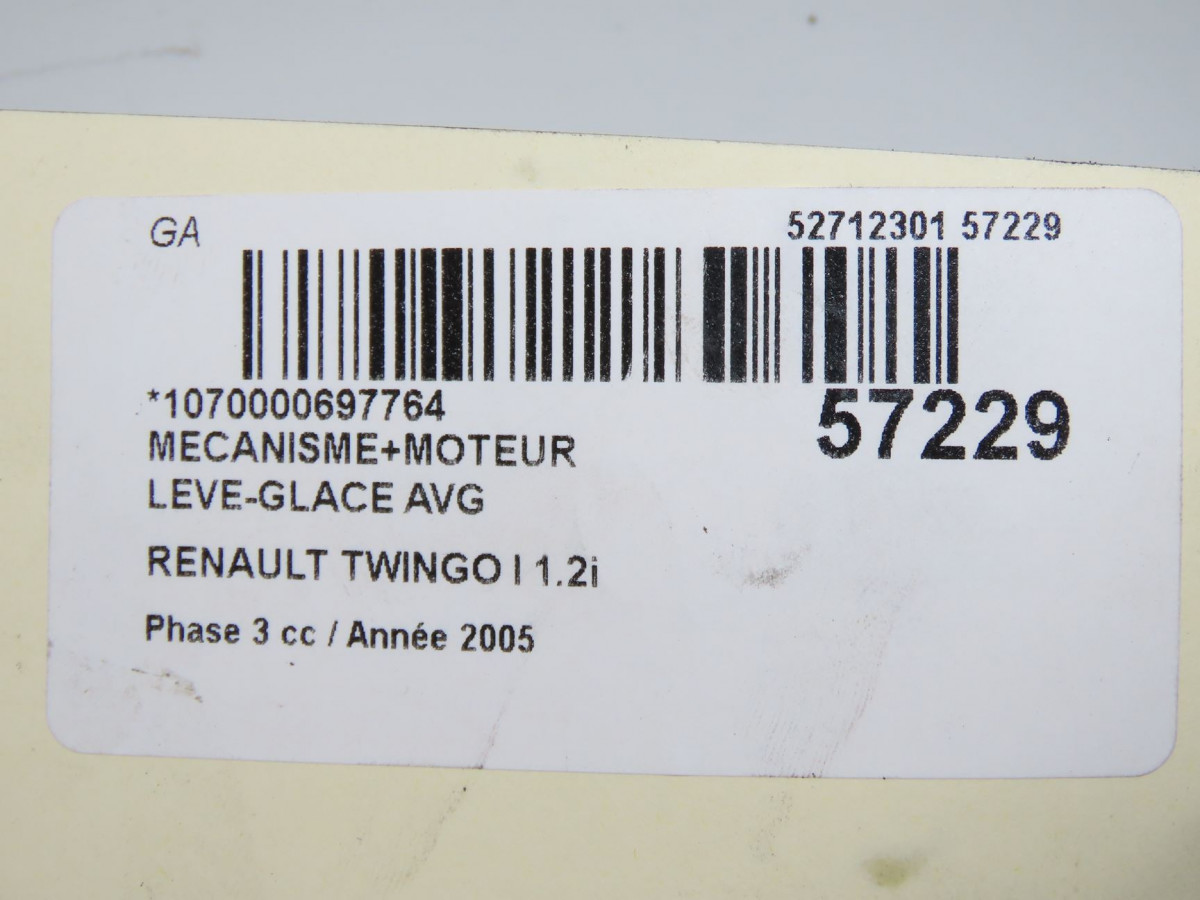 GA
52712301 57229
*1070000697764
57229
MECANISME+MOTEUR
LEVE-GLACE AVG
RENAULT TWINGO I 1.2i
Phase 3 cc / Année 2005